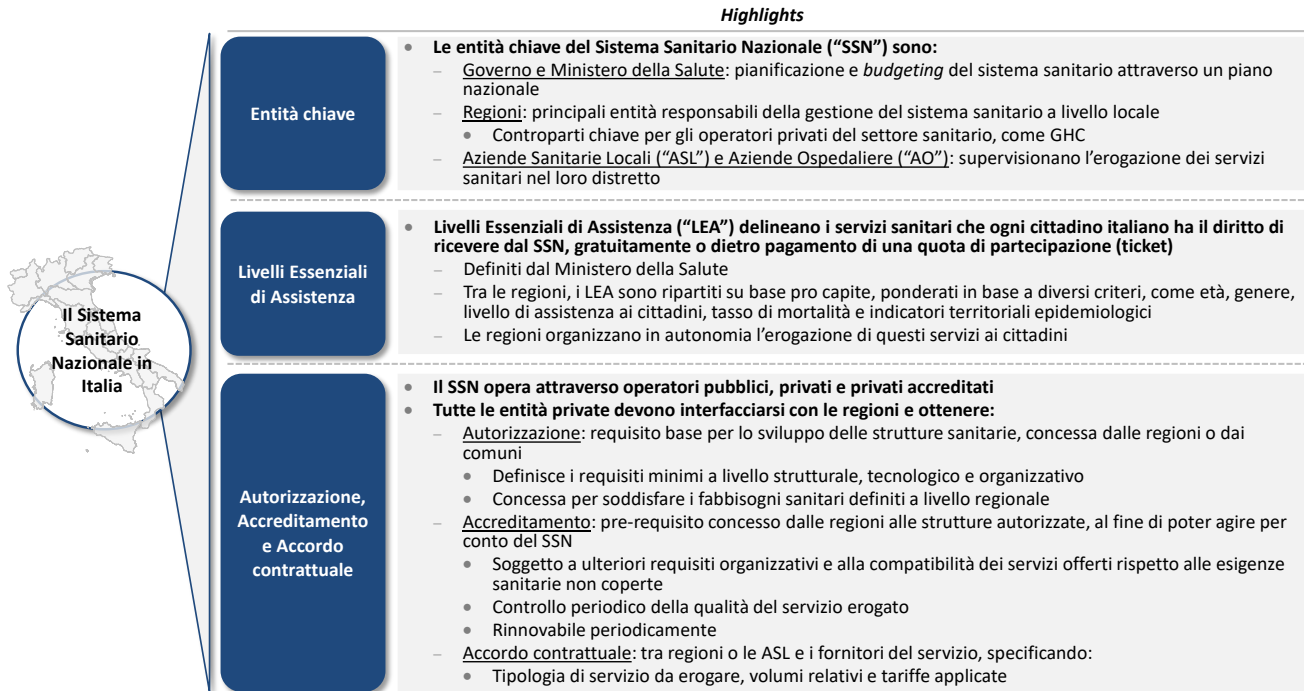 Highlights
Il Sistema
Sanitario
Nazionale in
Italia
Entità chiave
• Le entità chiave del Sistema Sanitario Nazionale (“SSN”) sono:
– Governo e Ministero della Salute: pianificazione e budgeting del sistema sanitario attraverso un piano
nazionale
– Regioni: principali entità responsabili della gestione del sistema sanitario a livello locale
• Controparti chiave per gli operatori privati del settore sanitario, come GHC
– Aziende Sanitarie Locali (“ASL”) e Aziende Ospedaliere (“AO”): supervisionano l’erogazione dei servizi
sanitari nel loro distretto
Livelli Essenziali
di Assistenza
• Livelli Essenziali di Assistenza (“LEA”) delineano i servizi sanitari che ogni cittadino italiano ha il diritto di
ricevere dal SSN, gratuitamente o dietro pagamento di una quota di partecipazione (ticket)
– Definiti dal Ministero della Salute
– Tra le regioni, i LEA sono ripartiti su base pro capite, ponderati in base a diversi criteri, come età, genere,
livello di assistenza ai cittadini, tasso di mortalità e indicatori territoriali epidemiologici
– Le regioni organizzano in autonomia l’erogazione di questi servizi ai cittadini
Autorizzazione,
Accreditamento
e Accordo
contrattuale
• Il SSN opera attraverso operatori pubblici, privati e privati accreditati
• Tutte le entità private devono interfacciarsi con le regioni e ottenere:
– Autorizzazione: requisito base per lo sviluppo delle strutture sanitarie, concessa dalle regioni o dai
comuni
• Definisce i requisiti minimi a livello strutturale, tecnologico e organizzativo
• Concessa per soddisfare i fabbisogni sanitari definiti a livello regionale
– Accreditamento: pre-requisito concesso dalle regioni alle strutture autorizzate, al fine di poter agire per
conto del SSN
• Soggetto a ulteriori requisiti organizzativi e alla compatibilità dei servizi offerti rispetto alle esigenze
sanitarie non coperte
• Controllo periodico della qualità del servizio erogato
• Rinnovabile periodicamente
– Accordo contrattuale: tra regioni o le ASL e i fornitori del servizio, specificando:
• Tipologia di servizio da erogare, volumi relativi e tariffe applicate